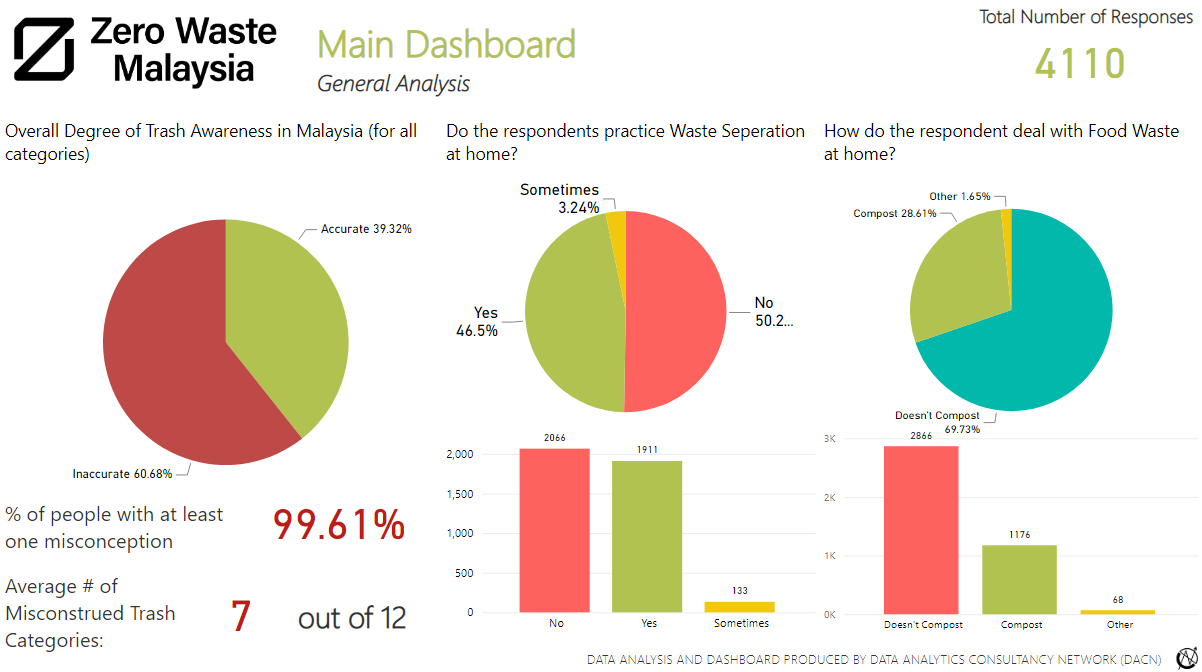 Zero Waste
Malaysia
Main Dashboard
General Analysis
Total Number of Responses
4110
Overall Degree of Trash Awareness in Malaysia (for all
categories)
Accurate 39.32%
Inaccurate 60.68%
% of people with at least
one misconception
99.61%
Average # of
Misconstrued Trash
Categories:
7
out of 12
Do the respondents practice Waste Seperation
at home?
Sometimes
3.24%
Yes
46.5%
No
50.2...
2066
1911
133
2,000
1,500
1,000
500
0
No
Yes
Sometimes
How do the respondent deal with Food Waste
at home?
Other 1.65%
Compost 28.61%
Doesn't Compost
69.73%
3K
2K
1K
0K
2866
1176
68
Doesn't Compost
Compost
Other
DATA ANALYSIS AND DASHBOARD PRODUCED BY DATA ANALYTICS CONSULTANCY NETWORK (DACN)